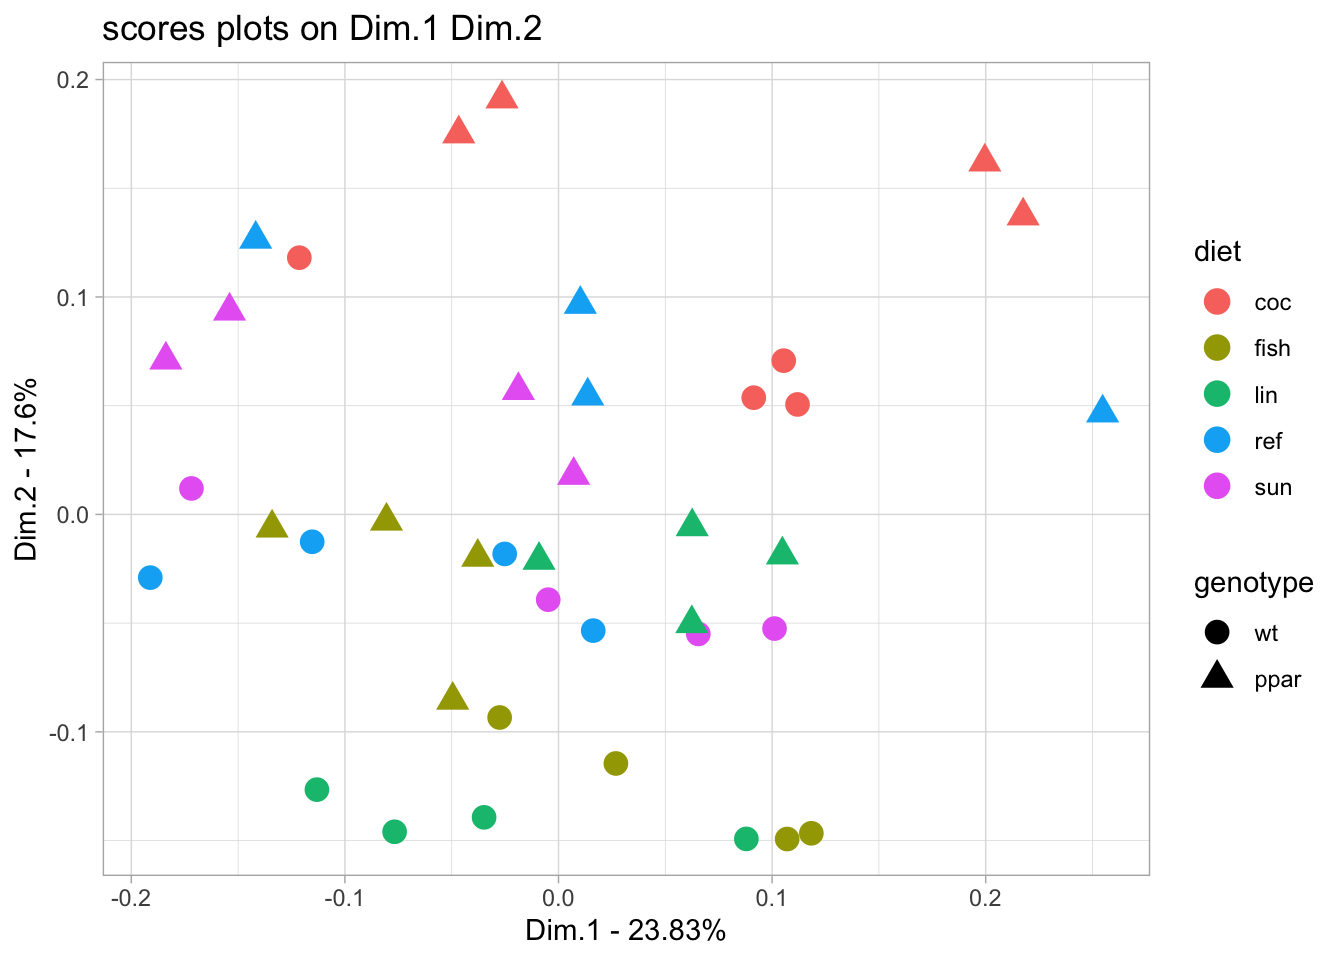 scores plots on Dim.1 Dim.2
0.2
0.1
0.0
-0.1
Dim.2 - 17.6%
-0.2
-0.1
0.0
0.1
0.2
Dim.1 - 23.83%
diet
coc
fish
lin
ref
sun
genotype
wt
ppar